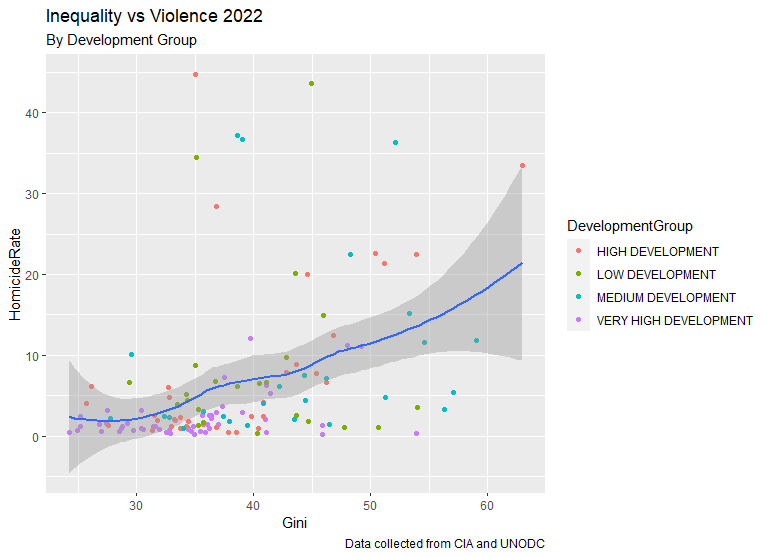 Inequality vs Violence 2022
By Development Group
HomicideRate
40
30
20
10
0
30
40
50
60
Gini
DevelopmentGroup
HIGH DEVELOPMENT
LOW DEVELOPMENT
MEDIUM DEVELOPMENT
VERY HIGH DEVELOPMENT
Data collected from CIA and UNODC